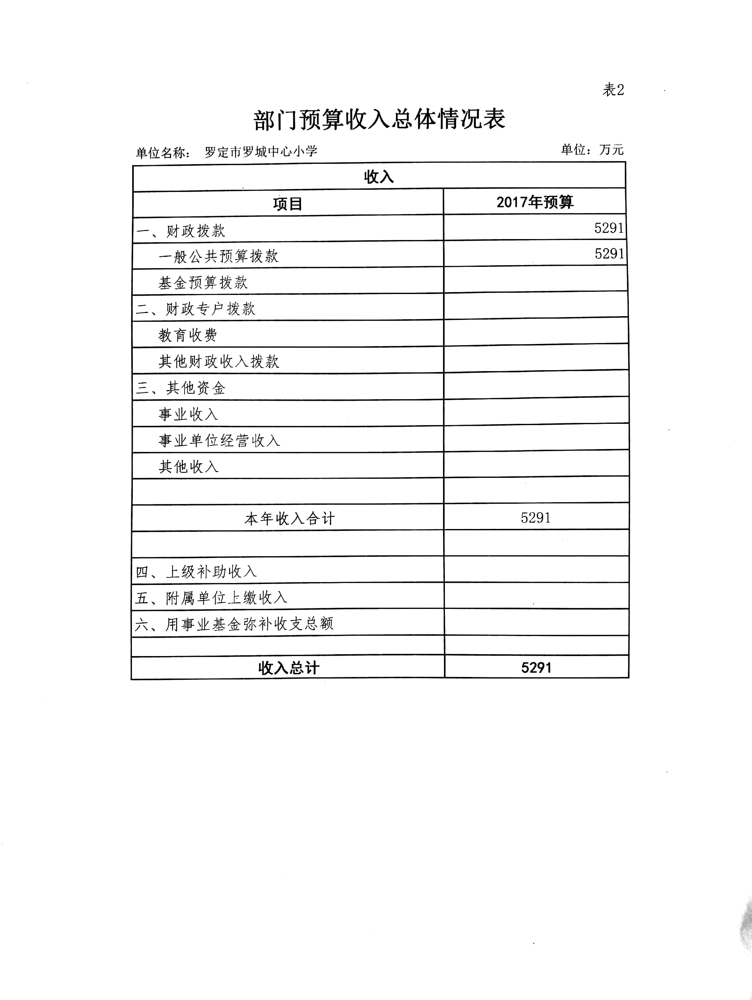 表2
部门预算收入总体情况表
单位名称： 罗定市罗城中心小学 单位：万元
收入
项目 2017年预算
一、财政拨款 5291
一般公共预算拨款 5291
基金预算拨款
二、财政专户拨款
教育收费
其他财政收入拨款
三、其他资金
事业收入
事业单位经营收入
其他收入
本年收入合计 5291
四、上级补助收入
五、附属单位上缴收入
六、用事业基金弥补收支总额
收入总计 5291